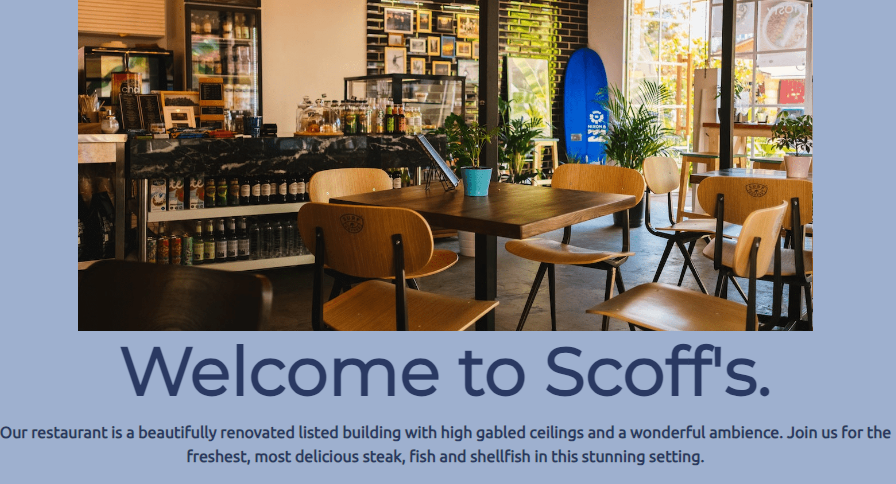 Welcome to Scoff's.
Our restaurant is a beautifully renovated listed building with high gabled ceilings and a wonderful ambience. Join us for the
freshest, most delicious steak, fish and shellfish in this stunning setting.